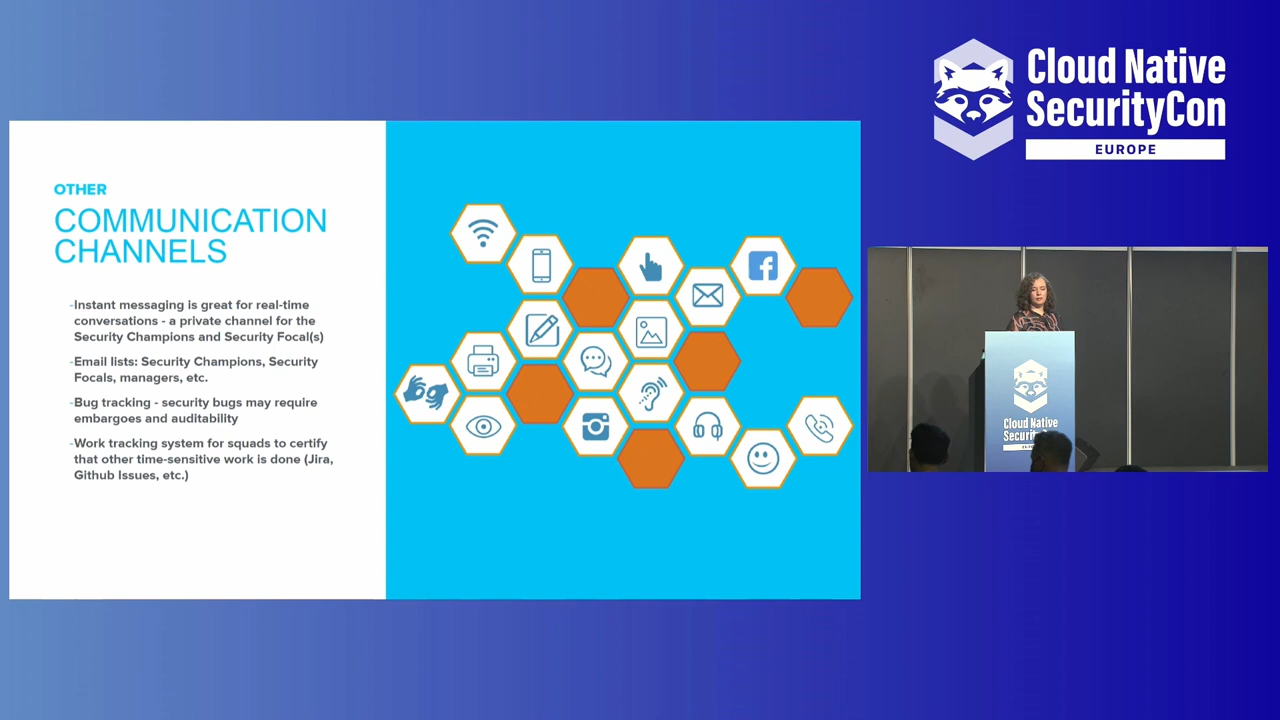 Cloud Native
SecurityCon
EUROPE
OTHER
COMMUNICATION
CHANNELS
-Instant messaging is great for real-time
conversations - a private channel for the
Security Champions and Security Focal(s)
-Email lists: Security Champions, Security
Focals, managers, etc.
-Bug tracking - security bugs may require
embargoes and auditability
-Work tracking system for squads to certify
that other time-sensitive work is done (Jira,
Github Issues, etc.)
Cloud Native